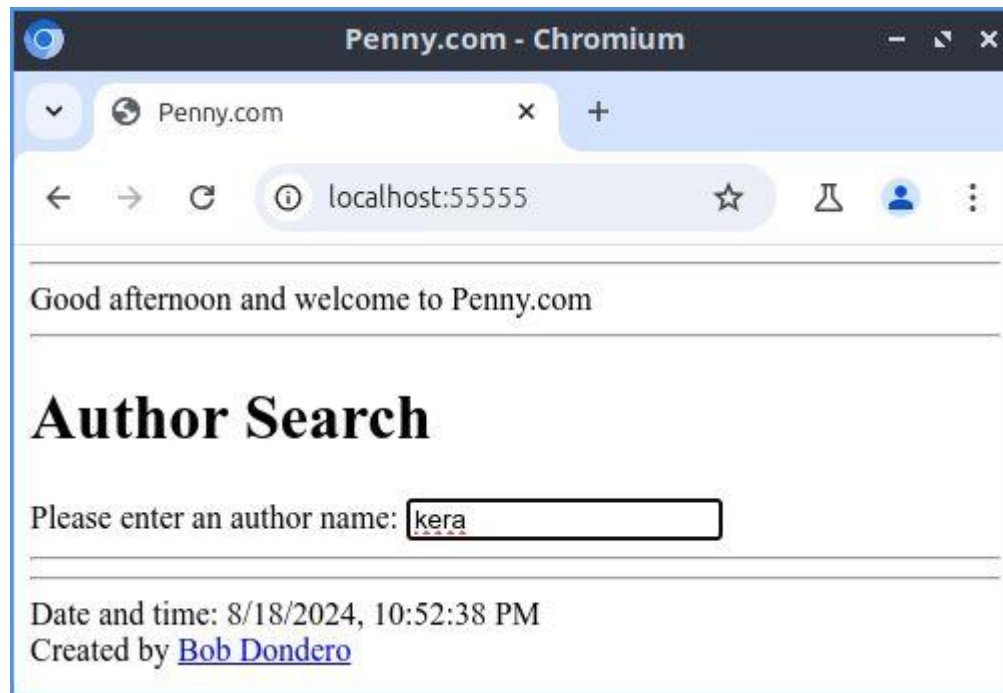 Penny.com - Chromium
Penny.com
localhost:55555
Good afternoon and welcome to Penny.com
Author Search
Please enter an author name: kera
Date and time: 8/18/2024, 10:52:38 PM
Created by Bob Dondero